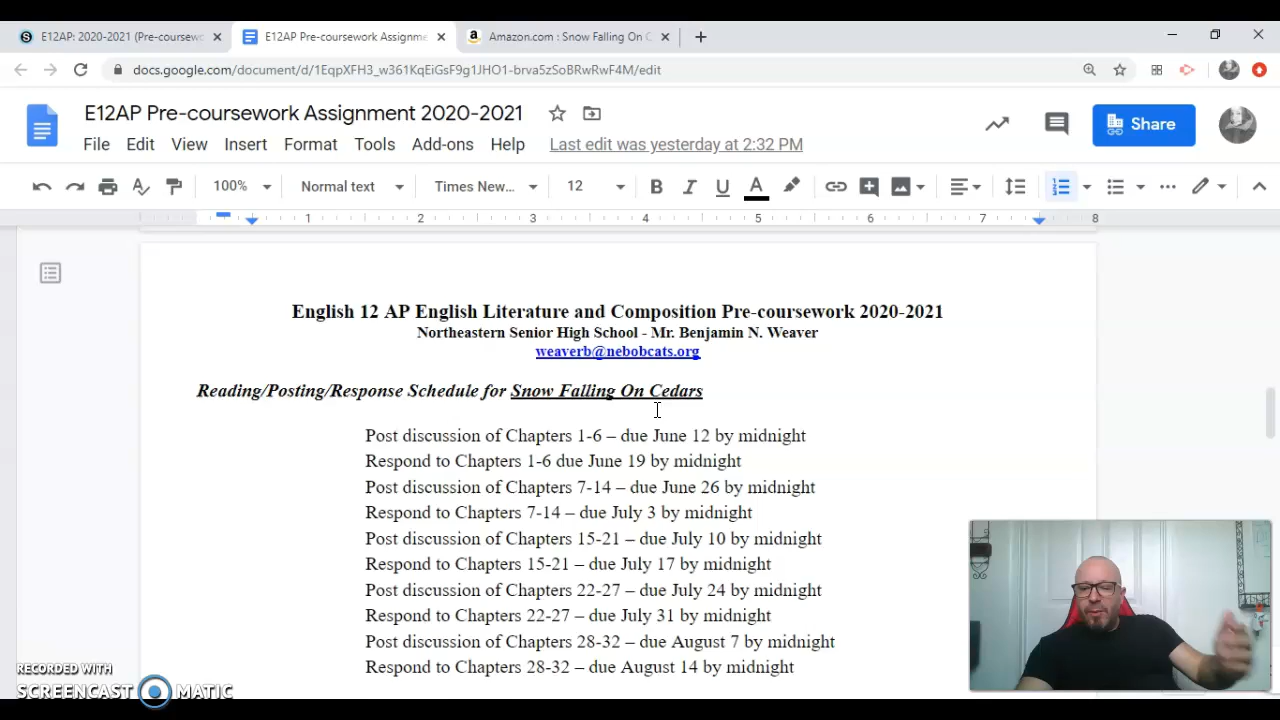 E12AP: 2020-2021 (Pre-coursew
E12AP Pre-coursework Assignme
Amazon.com : Snow Falling On C
docs.google.com/document/d/1EqpXFH3_w361KqEiGsF9g1JHO1-brva5zSoBRwRwF4M/edit
E12AP Pre-coursework Assignment 2020-2021
File Edit View Insert Format Tools Add-ons Help Last edit was yesterday at 2:32 PM
Share
100% Normal text Times New... 12 B I U A
1 2 3 4 5 6 7 8
English 12 AP English Literature and Composition Pre-coursework 2020-2021
Northeastern Senior High School - Mr. Benjamin N. Weaver
weaverb@nebobcats.org
Reading/Posting/Response Schedule for Snow Falling On Cedars
Post discussion of Chapters 1-6 – due June 12 by midnight
Respond to Chapters 1-6 due June 19 by midnight
Post discussion of Chapters 7-14 – due June 26 by midnight
Respond to Chapters 7-14 – due July 3 by midnight
Post discussion of Chapters 15-21 – due July 10 by midnight
Respond to Chapters 15-21 – due July 17 by midnight
Post discussion of Chapters 22-27 – due July 24 by midnight
Respond to Chapters 22-27 – due July 31 by midnight
Post discussion of Chapters 28-32 – due August 7 by midnight
Respond to Chapters 28-32 – due August 14 by midnight
RECORDED WITH
SCREENCAST MATIC